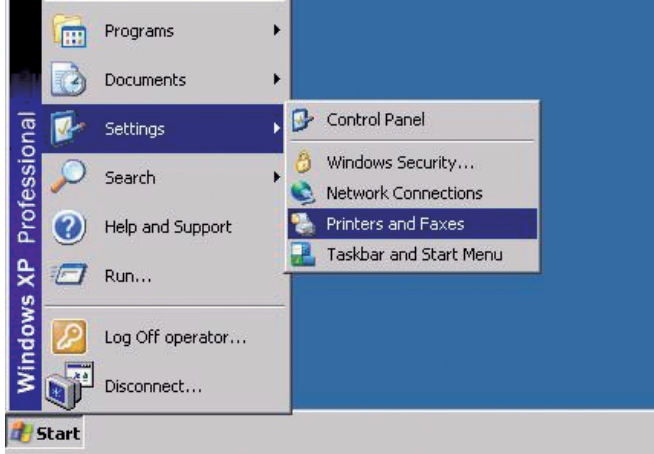 Programs
Documents
Settings
Search
Help and Support
Run...
Log Off operator...
Disconnect...
Windows XP Professional
Control Panel
Windows Security...
Network Connections
Printers and Faxes
Taskbar and Start Menu
Start